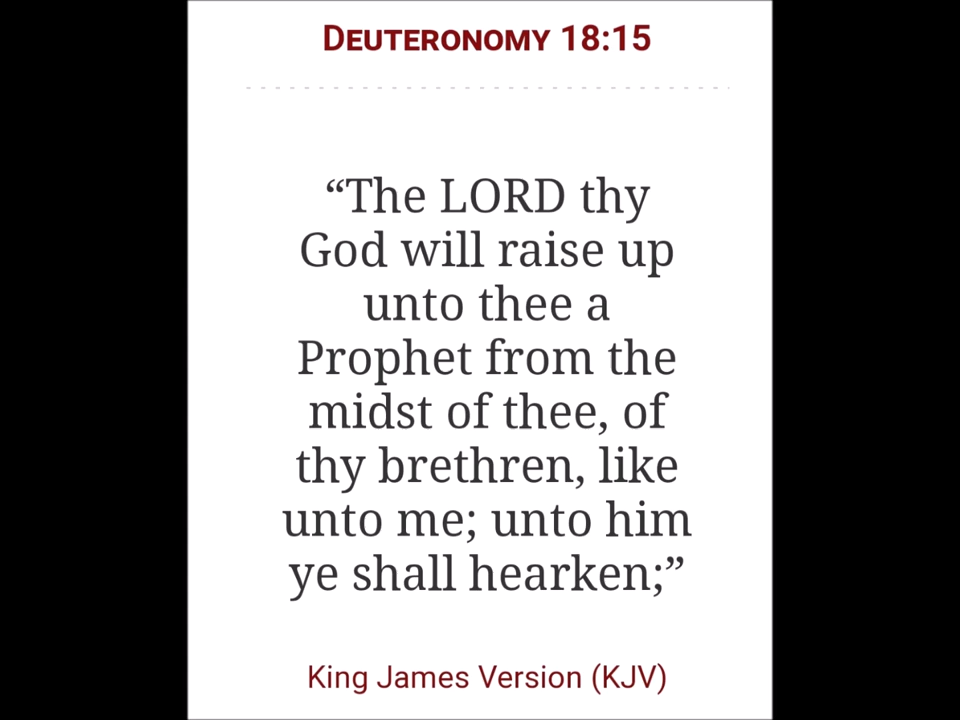 DEUTERONOMY 18:15
“The LORD thy
God will raise up
unto thee a
Prophet from the
midst of thee, of
thy brethren, like
unto me; unto him
ye shall hearken;”
King James Version (KJV)